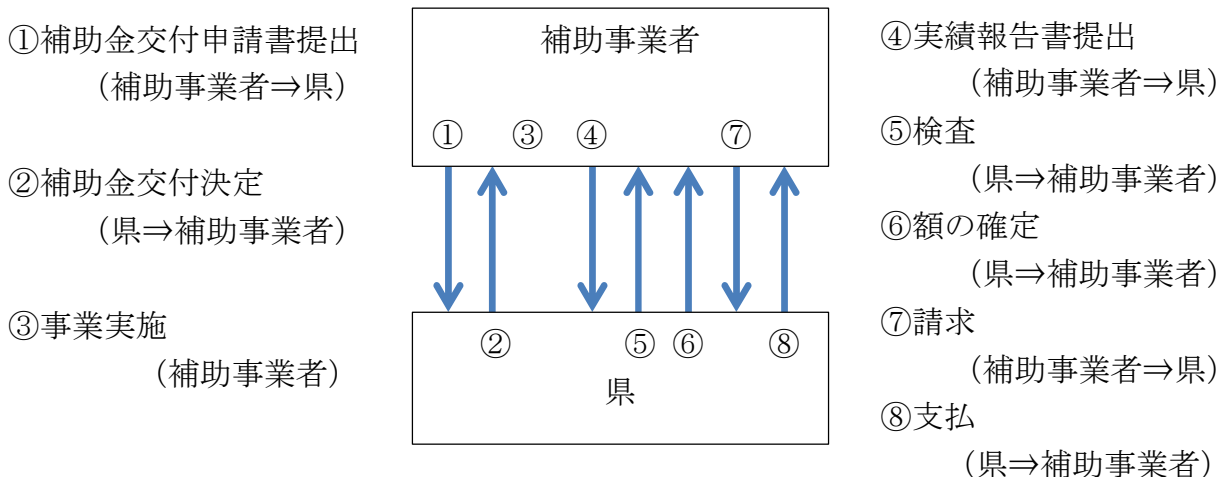 ①補助金交付申請書提出
（補助事業者⇒県）
②補助金交付決定
（県⇒補助事業者）
③事業実施
（補助事業者）
補助事業者
① ③ ④ ⑦
② ⑤ ⑥ ⑧
県
④実績報告書提出
（補助事業者⇒県）
⑤検査
（県⇒補助事業者）
⑥額の確定
（県⇒補助事業者）
⑦請求
（補助事業者⇒県）
⑧支払
（県⇒補助事業者）